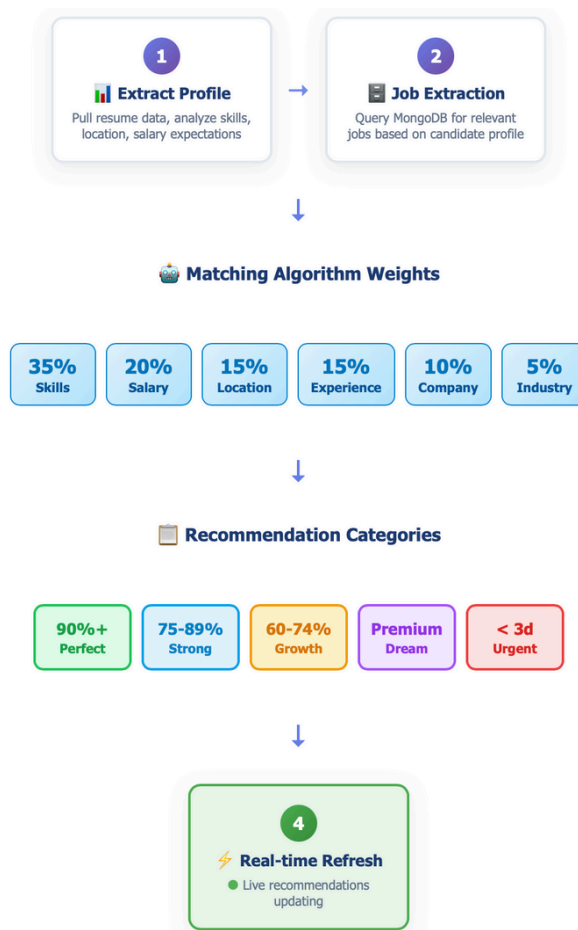 1
Extract Profile
Pull resume data, analyze skills,
location, salary expectations
→
2
Job Extraction
Query MongoDB for relevant
jobs based on candidate profile
↓
Matching Algorithm Weights
35%
Skills
20%
Salary
15%
Location
15%
Experience
10%
Company
5%
Industry
↓
Recommendation Categories
90%+
Perfect
75-89%
Strong
60-74%
Growth
Premium
Dream
< 3d
Urgent
↓
4
Real-time Refresh
Live recommendations
updating